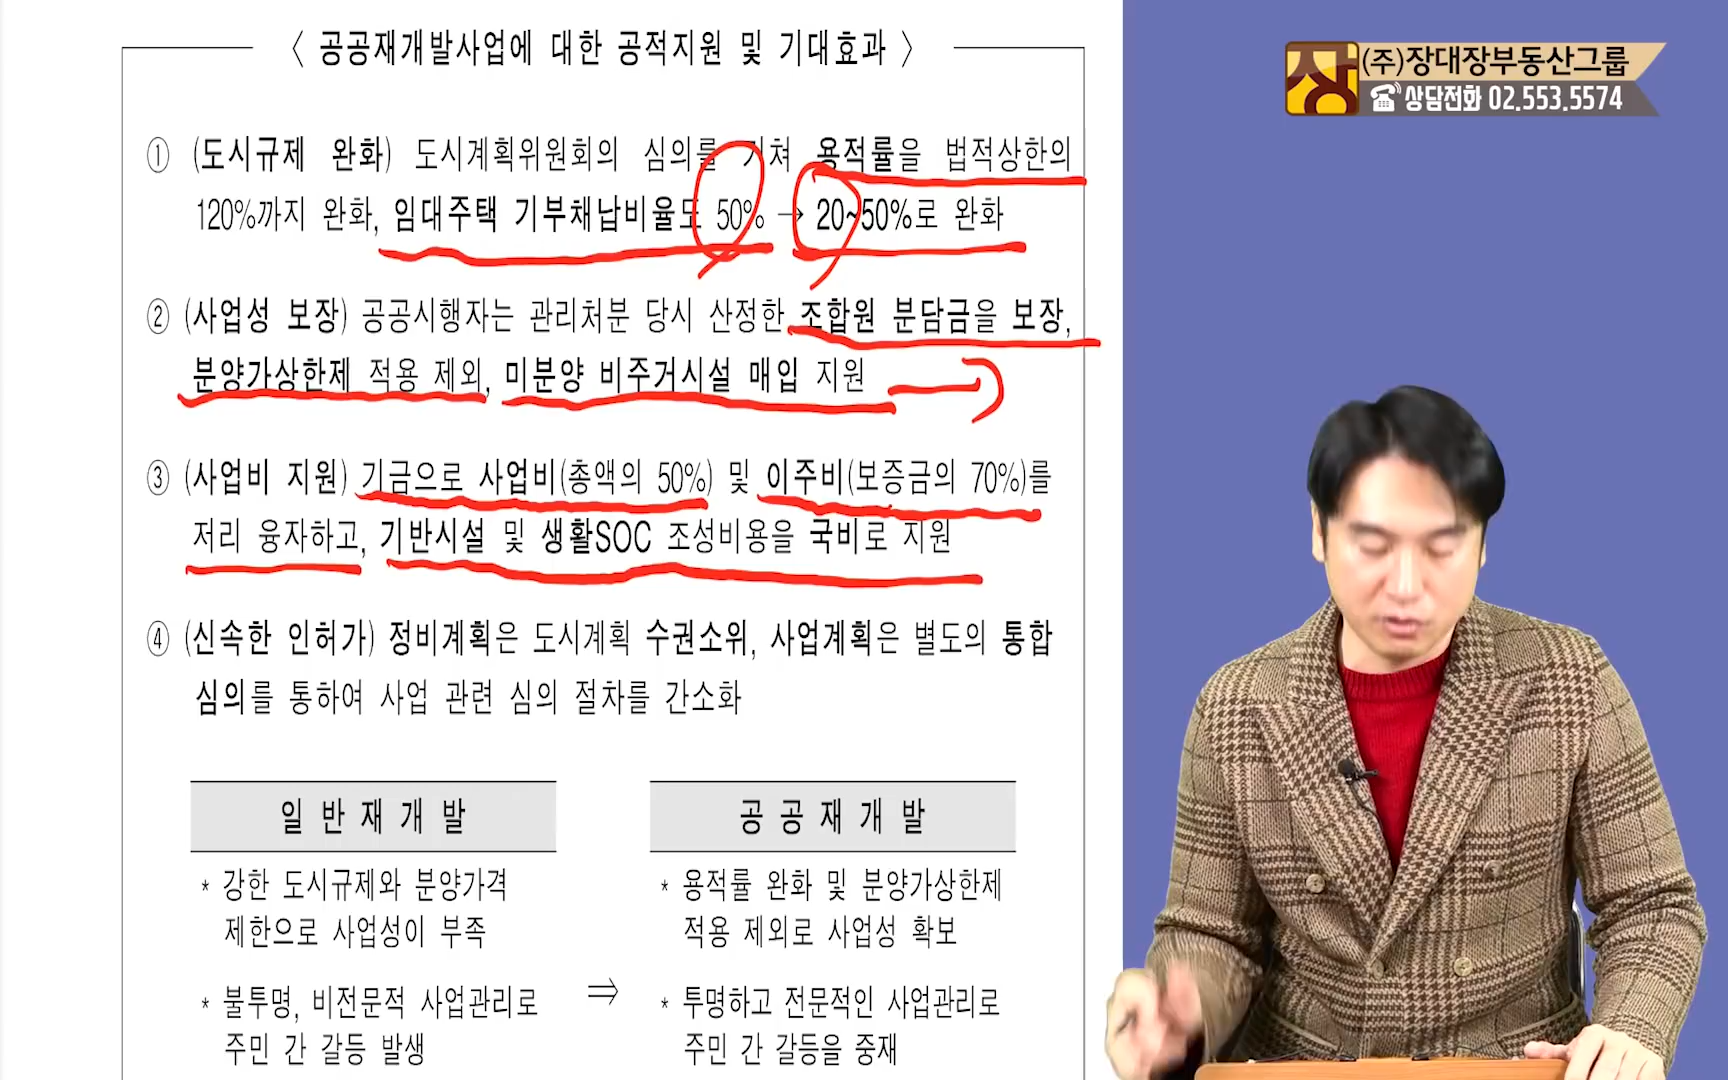 〈 공공재개발사업에 대한 공적지원 및 기대효과 〉
(주)장대장부동산그룹
상담전화 02.553.5574
① (도시규제 완화) 도시계획위원회의 심의를 거쳐 용적률을 법적상한의
120%까지 완화, 임대주택 기부채납비율도 50% → 20~50%로 완화
② (사업성 보장) 공공시행자는 관리처분 당시 산정한 조합원 분담금을 보장,
분양가상한제 적용 제외, 미분양 비주거시설 매입 지원
③ (사업비 지원) 기금으로 사업비(총액의 50%) 및 이주비(보증금의 70%)를
저리 융자하고, 기반시설 및 생활SOC 조성비용을 국비로 지원
④ (신속한 인허가) 정비계획은 도시계획 수권소위, 사업계획은 별도의 통합
심의를 통하여 사업 관련 심의 절차를 간소화
일 반 재 개 발
* 강한 도시규제와 분양가격
제한으로 사업성이 부족
* 불투명, 비전문적 사업관리로
주민 간 갈등 발생
⇒
공 공 재 개 발
* 용적률 완화 및 분양가상한제
적용 제외로 사업성 확보
* 투명하고 전문적인 사업관리로
주민 간 갈등을 중재